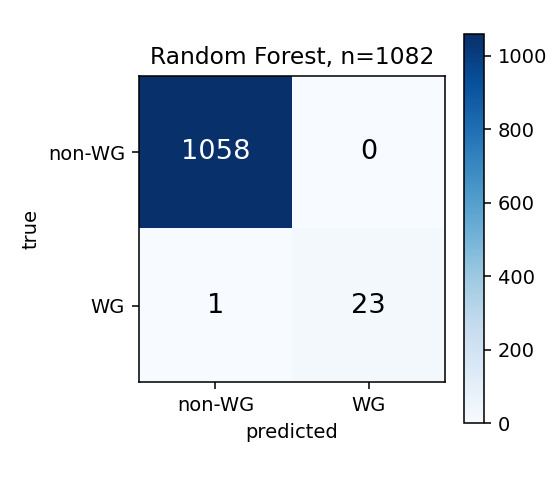 Random Forest, n=1082
non-WG
1058
0
WG
1
23
non-WG
WG
predicted
true
1000
800
600
400
200
0